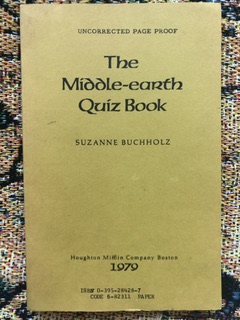 UNCORRECTED PAGE PROOF
The
Middle-earth
Quiz Book
SUZANNE BUCHHOLZ
Houghton Mifflin Company Boston
1979
ISBN 0-395-28428-7
CODE 6-82311 PAPER